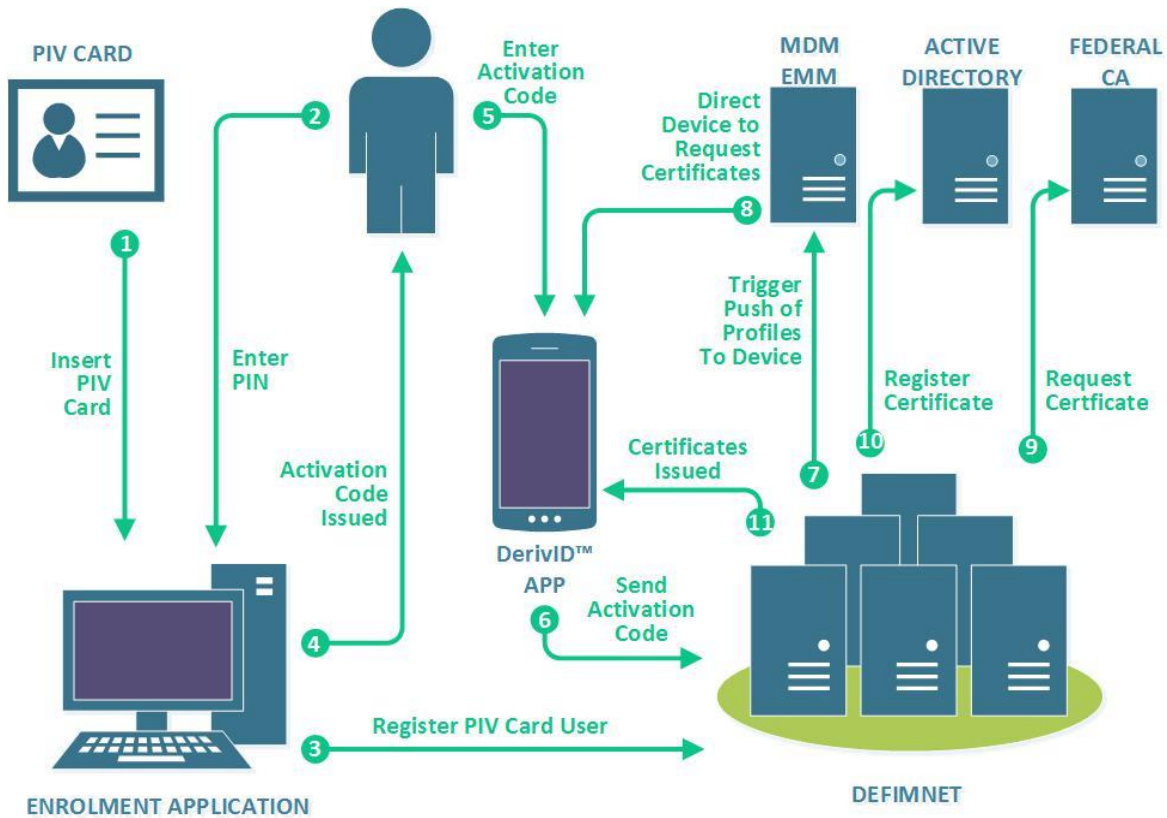 PIV CARD
MDM
EMM
ACTIVE
DIRECTORY
FEDERAL
CA
Enter
Activation
Code
2
5
Direct
Device to
Request
Certificates
8
1
Insert
PIV
Card
Enter
PIN
Trigger
Push of
Profiles
To Device
Register
Certificate
Request
Certficate
10
9
Activation
Code
Issued
Certificates
Issued
7
11
DerivID™
APP
6
Send
Activation
Code
4
Register PIV Card User
3
ENROLMENT APPLICATION
DEFIMNET